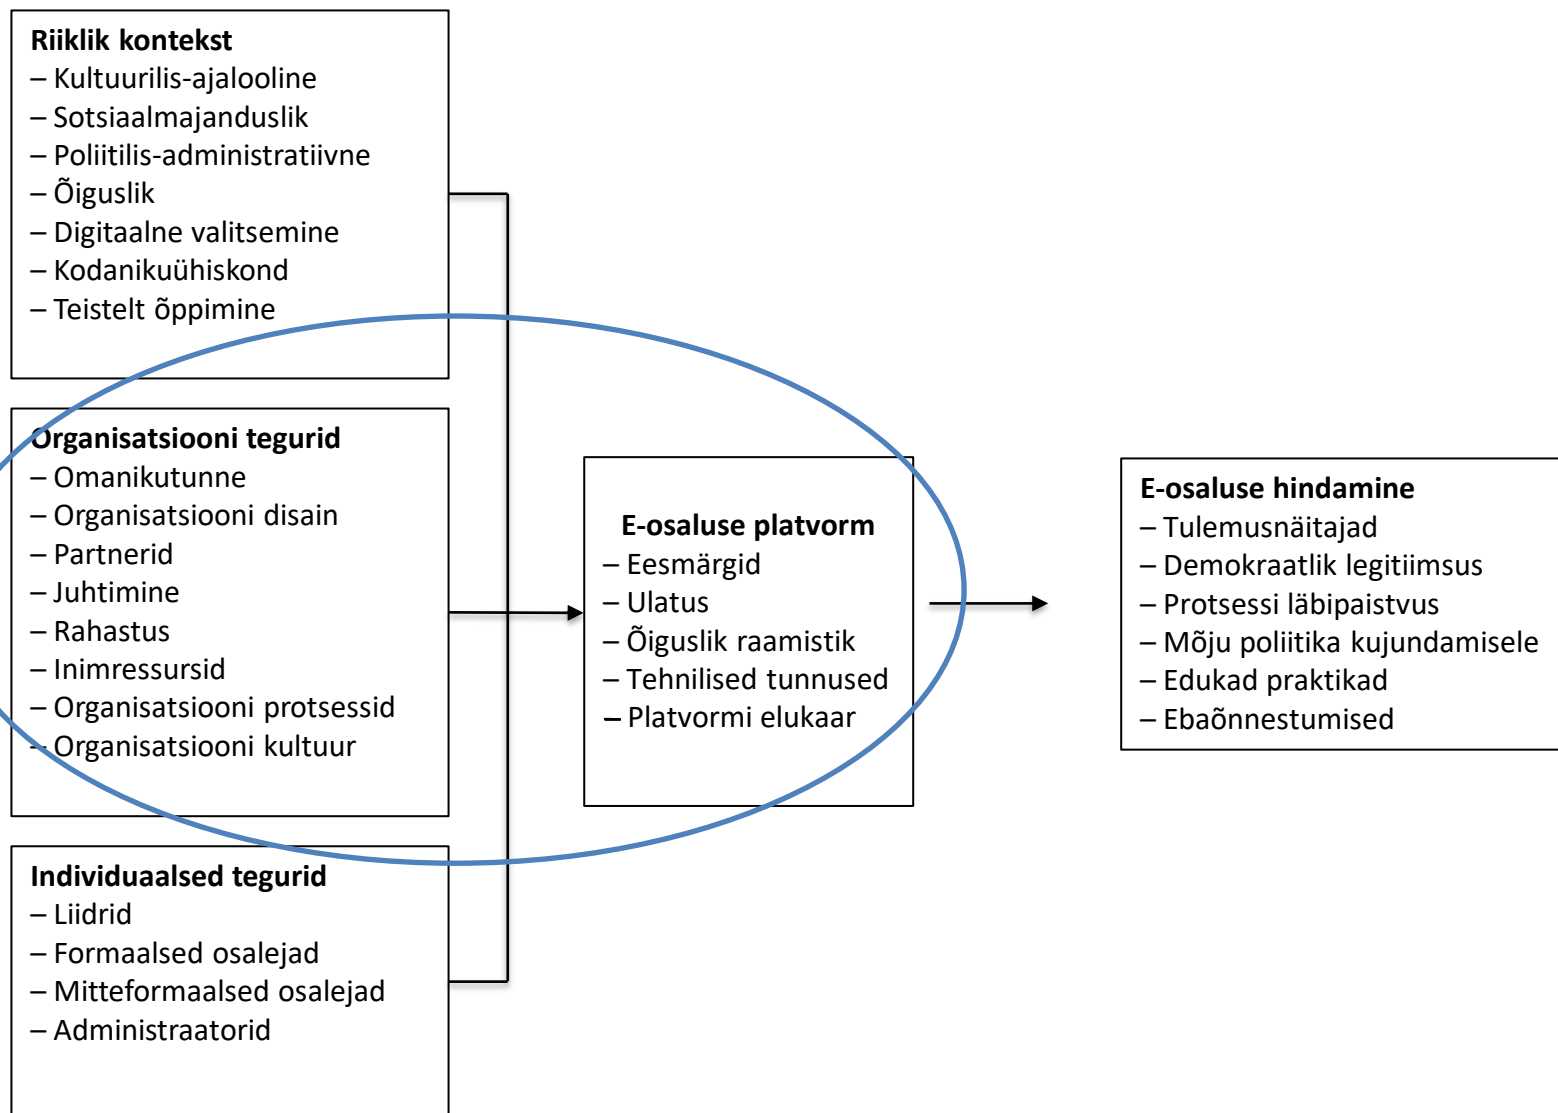 Riiklik kontekst
– Kultuurilis-ajalooline
– Sotsiaalmajanduslik
– Poliitilis-administratiivne
– Õiguslik
– Digitaalne valitsemine
– Kodanikuühiskond
– Teistelt õppimine
Organisatsiooni tegurid
– Omanikutunne
– Organisatsiooni disain
– Partnerid
– Juhtimine
– Rahastus
– Inimressursid
– Organisatsiooni protsessid
– Organisatsiooni kultuur
Individuaalsed tegurid
– Liidrid
– Formaalsed osalejad
– Mitteformaalsed osalejad
– Administraatorid
E-osaluse platvorm
– Eesmärgid
– Ulatus
– Õiguslik raamistik
– Tehnilised tunnused
– Platvormi elukaar
E-osaluse hindamine
– Tulemusnäitajad
– Demokraatlik legitiimsus
– Protsessi läbipaistvus
– Mõju poliitika kujundamisele
– Edukad praktikad
– Ebaõnnestumised